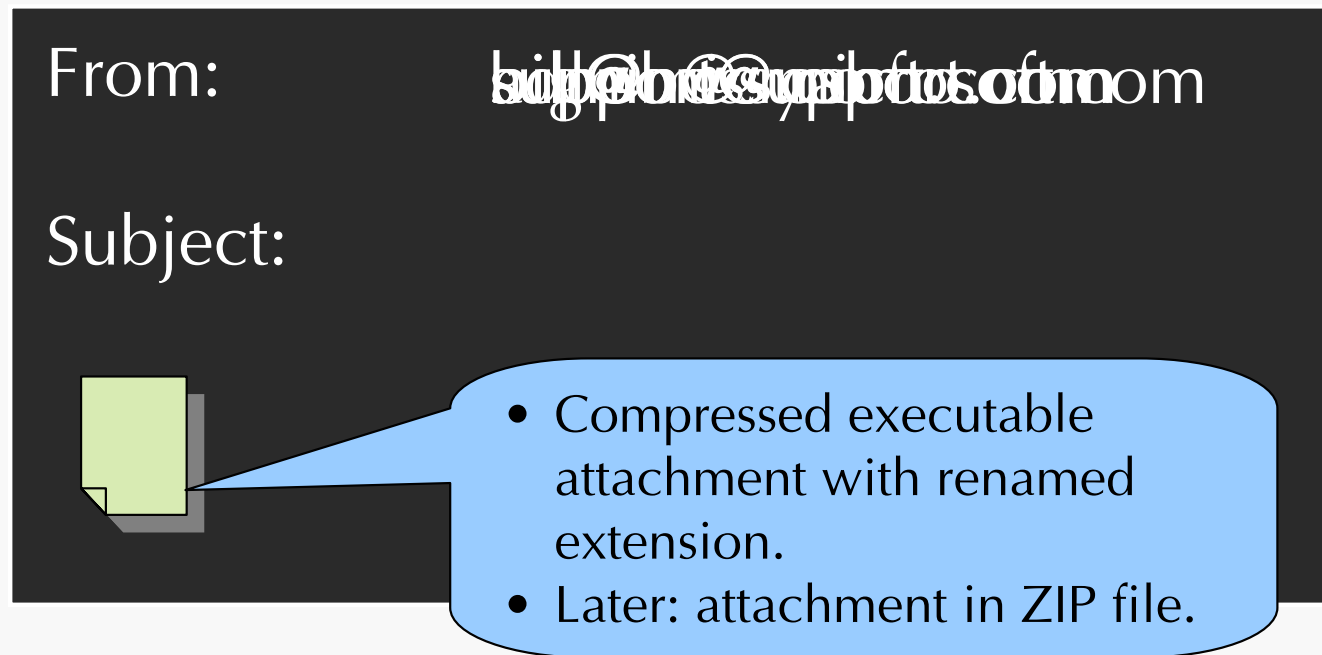 From:
Subject:
• Compressed executable
attachment with renamed
extension.
• Later: attachment in ZIP file.